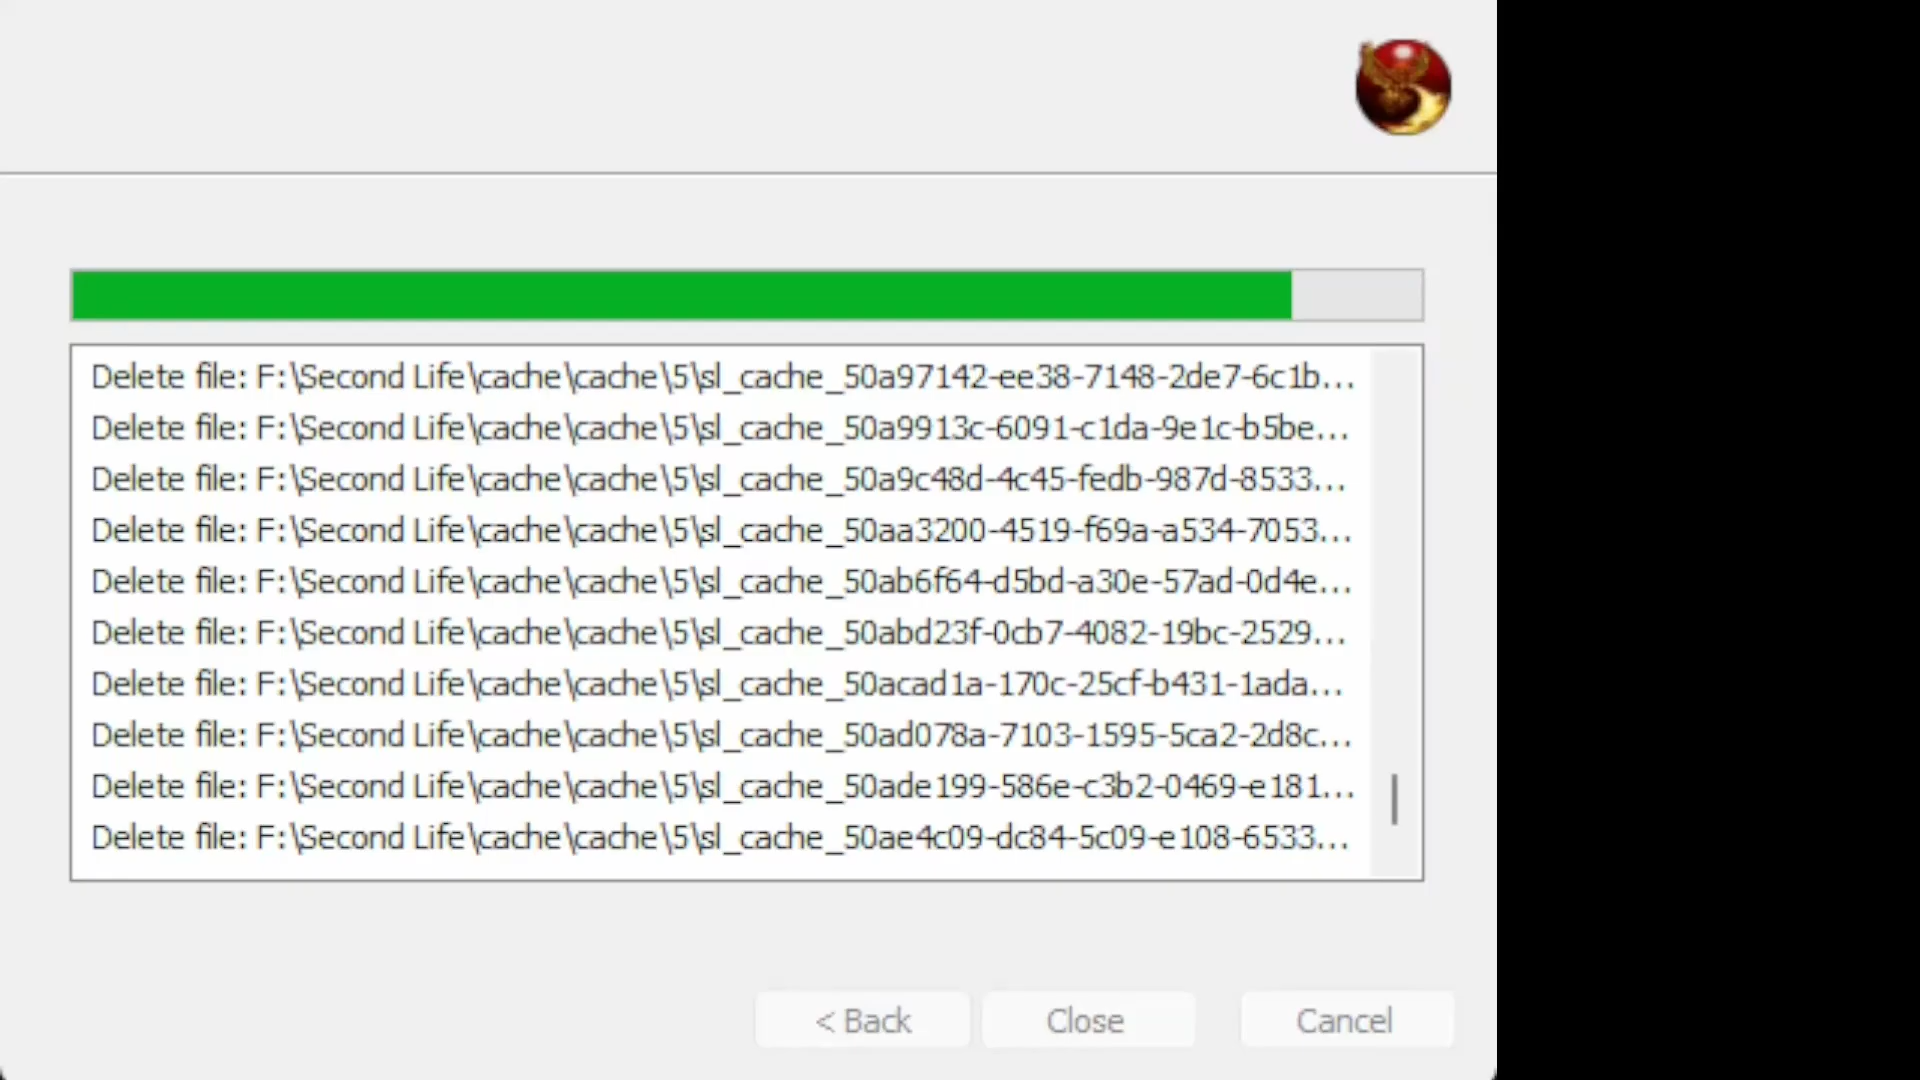 Delete file: F:\Second Life\cache\cache\5\sl_cache_50a97142-ee38-7148-2de7-6c1b...
Delete file: F:\Second Life\cache\cache\5\sl_cache_50a9913c-6091-c1da-9e1c-b5be...
Delete file: F:\Second Life\cache\cache\5\sl_cache_50a9c48d-4c45-fedb-987d-8533...
Delete file: F:\Second Life\cache\cache\5\sl_cache_50aa3200-4519-f69a-a534-7053...
Delete file: F:\Second Life\cache\cache\5\sl_cache_50ab6f64-d5bd-a30e-57ad-0d4e...
Delete file: F:\Second Life\cache\cache\5\sl_cache_50abd23f-0cb7-4082-19bc-2529...
Delete file: F:\Second Life\cache\cache\5\sl_cache_50acad1a-170c-25cf-b431-1ada...
Delete file: F:\Second Life\cache\cache\5\sl_cache_50ad078a-7103-1595-5ca2-2d8c...
Delete file: F:\Second Life\cache\cache\5\sl_cache_50ade199-586e-c3b2-0469-e181...
Delete file: F:\Second Life\cache\cache\5\sl_cache_50ae4c09-dc84-5c09-e108-6533...
< Back Close Cancel